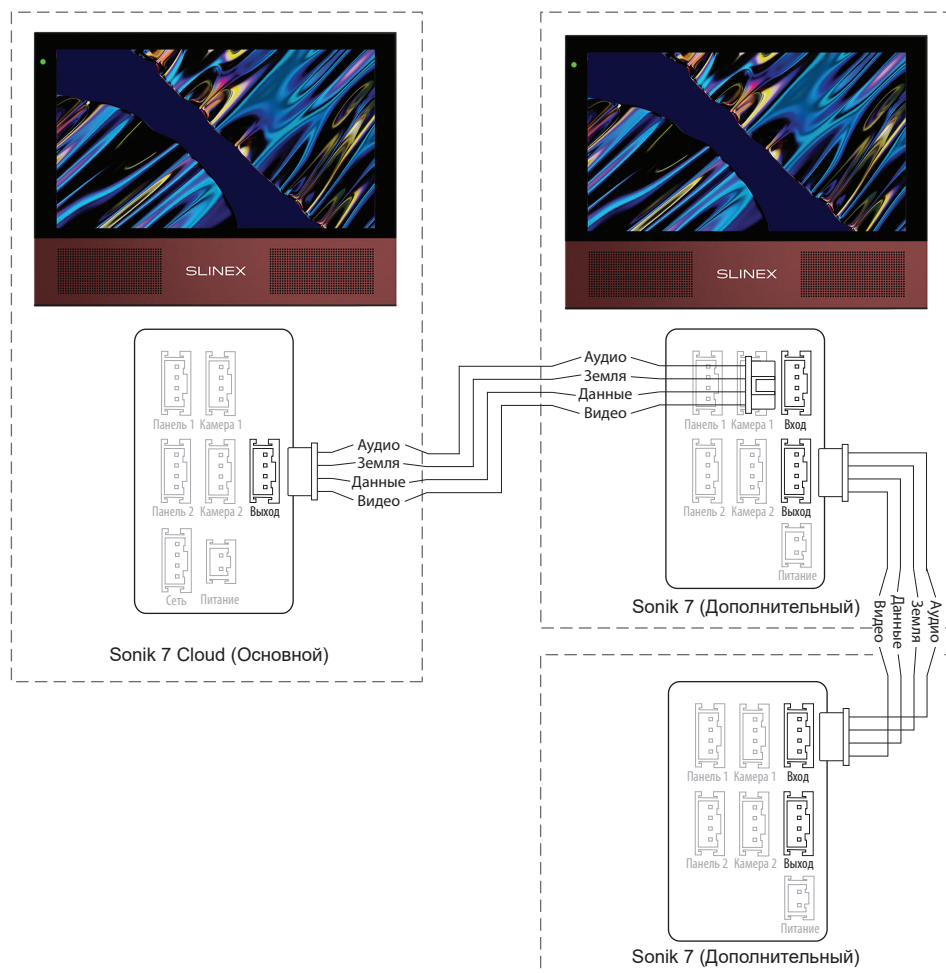 SLINEX
Панель 1 Камера 1
Аудио
Земля
Данные
Видео
Панель 2 Камера 2 Выход
Сеть Питание
Sonik 7 Cloud (Основной)
SLINEX
Аудио
Земля
Данные
Видео
Панель 1 Камера 1 Вход
Панель 2 Камера 2 Выход
Питание
Sonik 7 (Дополнительный)
Видео
Данные
Земля
Аудио
Панель 1 Камера 1 Вход
Панель 2 Камера 2 Выход
Питание
Sonik 7 (Дополнительный)